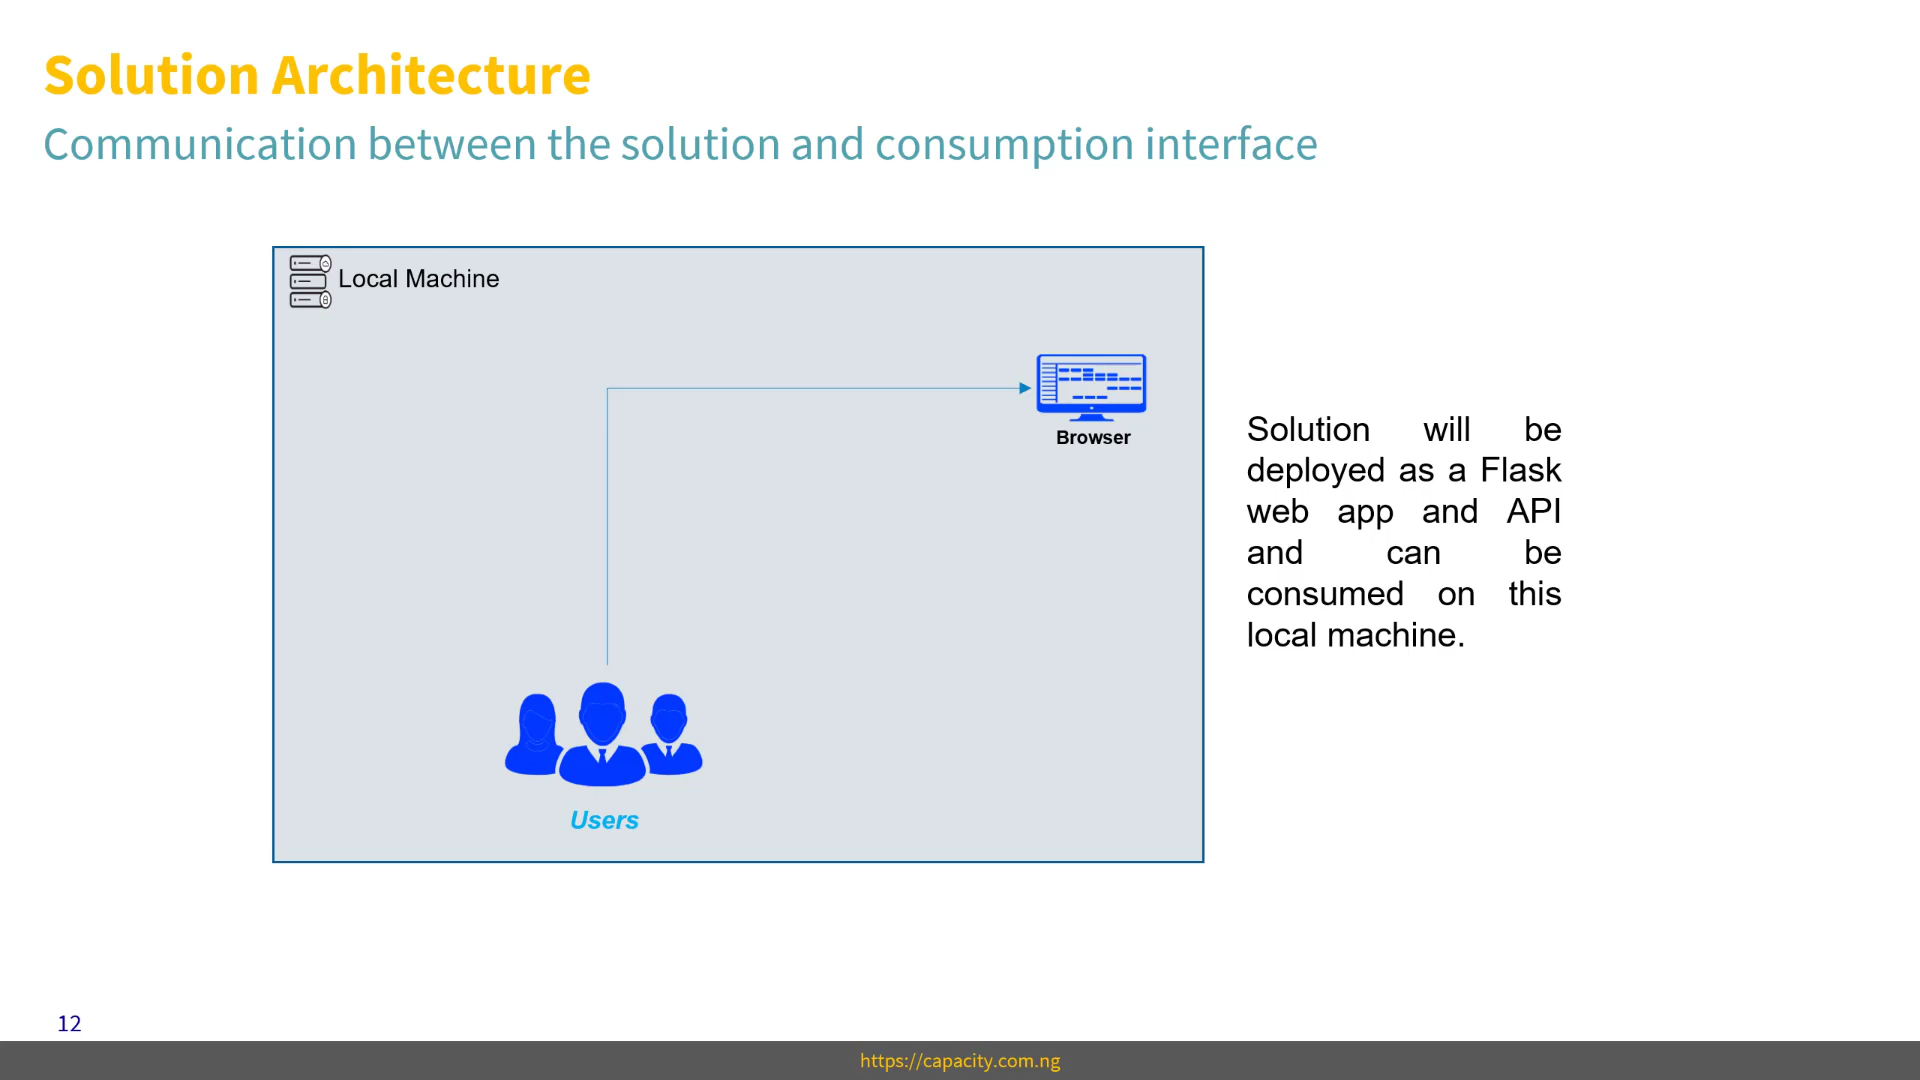 Solution Architecture
Communication between the solution and consumption interface
Local Machine
Browser
Users
Solution will be
deployed as a Flask
web app and API
and can be
consumed on this
local machine.
12
https://capacity.com.ng